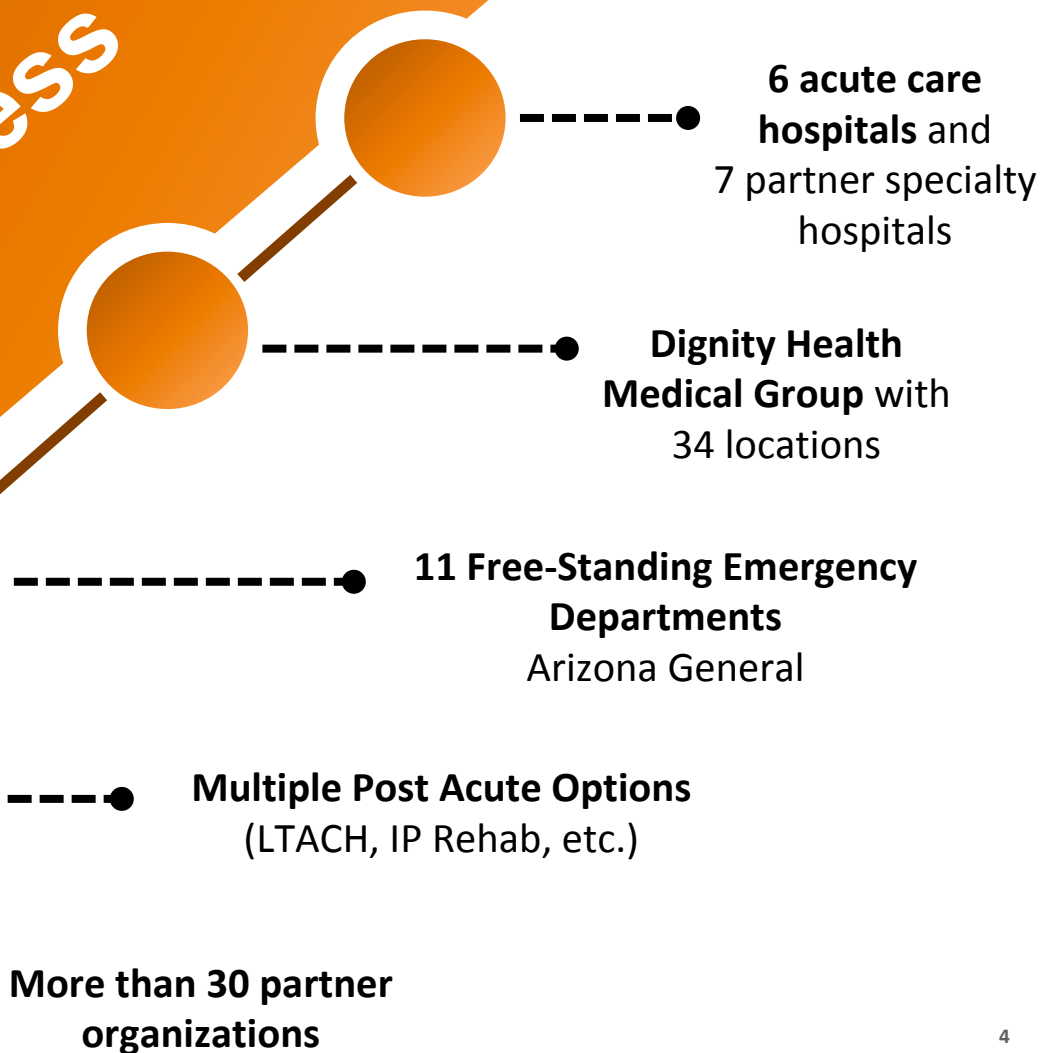 6 acute care
hospitals and
7 partner specialty
hospitals
Dignity Health
Medical Group with
34 locations
11 Free-Standing Emergency
Departments
Arizona General
Multiple Post Acute Options
(LTACH, IP Rehab, etc.)
More than 30 partner
organizations
4